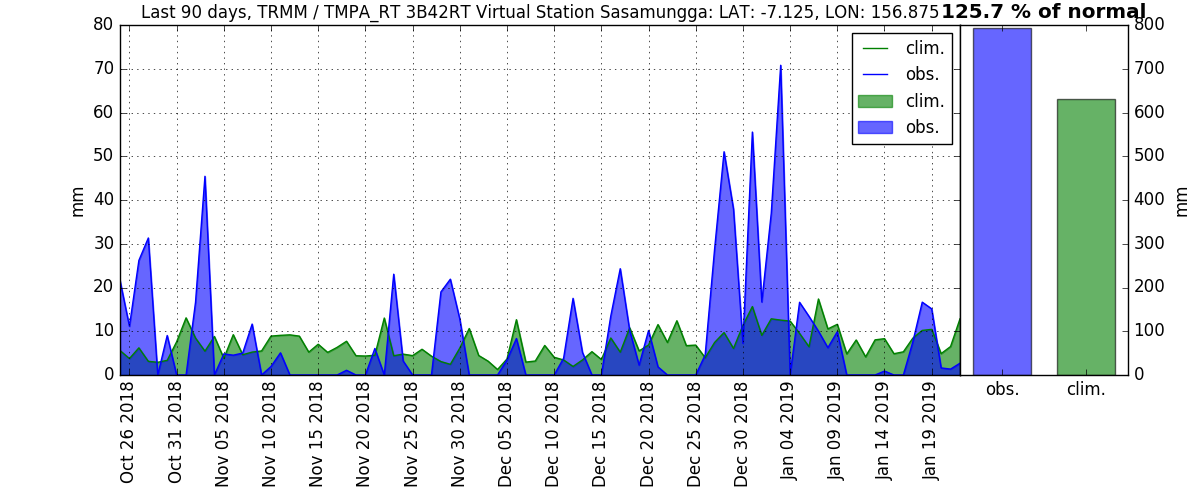 Last 90 days, TRMM / TMPA_RT 3B42RT Virtual Station Sasamungga: LAT: -7.125, LON: 156.875
125.7 % of normal
clim.
obs.
clim.
obs.
mm
80
70
60
50
40
30
20
10
0
Oct 26 2018
Oct 31 2018
Nov 05 2018
Nov 10 2018
Nov 15 2018
Nov 20 2018
Nov 25 2018
Nov 30 2018
Dec 05 2018
Dec 10 2018
Dec 15 2018
Dec 20 2018
Dec 25 2018
Dec 30 2018
Jan 04 2019
Jan 09 2019
Jan 14 2019
Jan 19 2019
800
700
600
500
400
300
200
100
0
mm
obs.
clim.